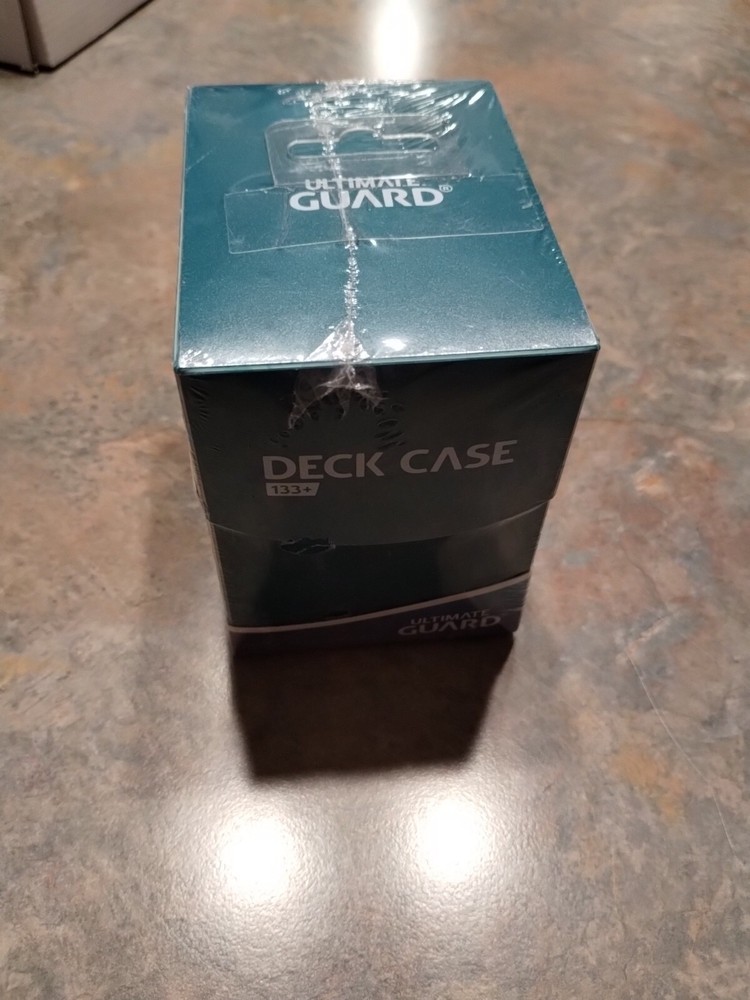 ULTIMATE
GUARD®
DECK CASE
133+
ULTIMATE
GUARD